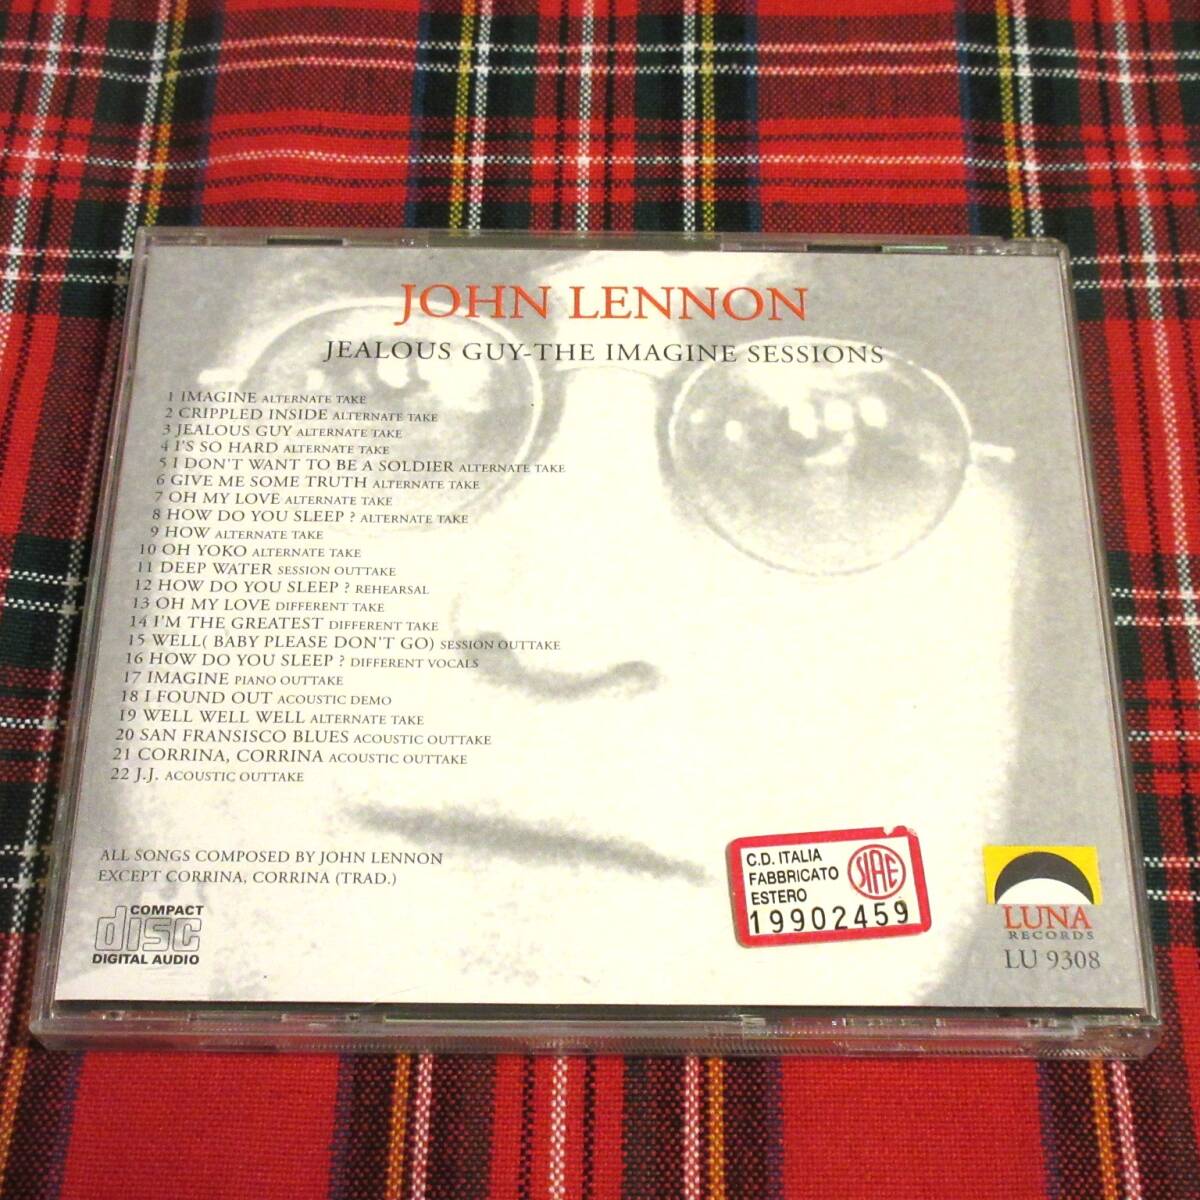 JOHN LENNON
JEALOUS GUY-THE IMAGINE SESSIONS
1 IMAGINE ALTERNATE TAKE
2 CRIPPLED INSIDE ALTERNATE TAKE
3 JEALOUS GUY ALTERNATE TAKE
4 I'S SO HARD ALTERNATE TAKE
5 I DON'T WANT TO BE A SOLDIER ALTERNATE TAKE
6 GIVE ME SOME TRUTH ALTERNATE TAKE
7 OH MY LOVE ALTERNATE TAKE
8 HOW DO YOU SLEEP ? ALTERNATE TAKE
9 HOW ALTERNATE TAKE
10 OH YOKO ALTERNATE TAKE
11 DEEP WATER SESSION OUTTAKE
12 HOW DO YOU SLEEP ? REHEARSAL
13 OH MY LOVE DIFFERENT TAKE
14 I'M THE GREATEST DIFFERENT TAKE
15 WELL( BABY PLEASE DON'T GO) SESSION OUTTAKE
16 HOW DO YOU SLEEP ? DIFFERENT VOCALS
17 IMAGINE PIANO OUTTAKE
18 I FOUND OUT ACOUSTIC DEMO
19 WELL WELL WELL ALTERNATE TAKE
20 SAN FRANSISCO BLUES ACOUSTIC OUTTAKE
21 CORRINA, CORRINA ACOUSTIC OUTTAKE
22 J.J. ACOUSTIC OUTTAKE
ALL SONGS COMPOSED BY JOHN LENNON
EXCEPT CORRINA, CORRINA (TRAD.)
COMPACT
disc
DIGITAL AUDIO
C.D. ITALIA
FABBRICATO
ESTERO
SIAE
19902459
LUNA
RECORDS
LU 9308